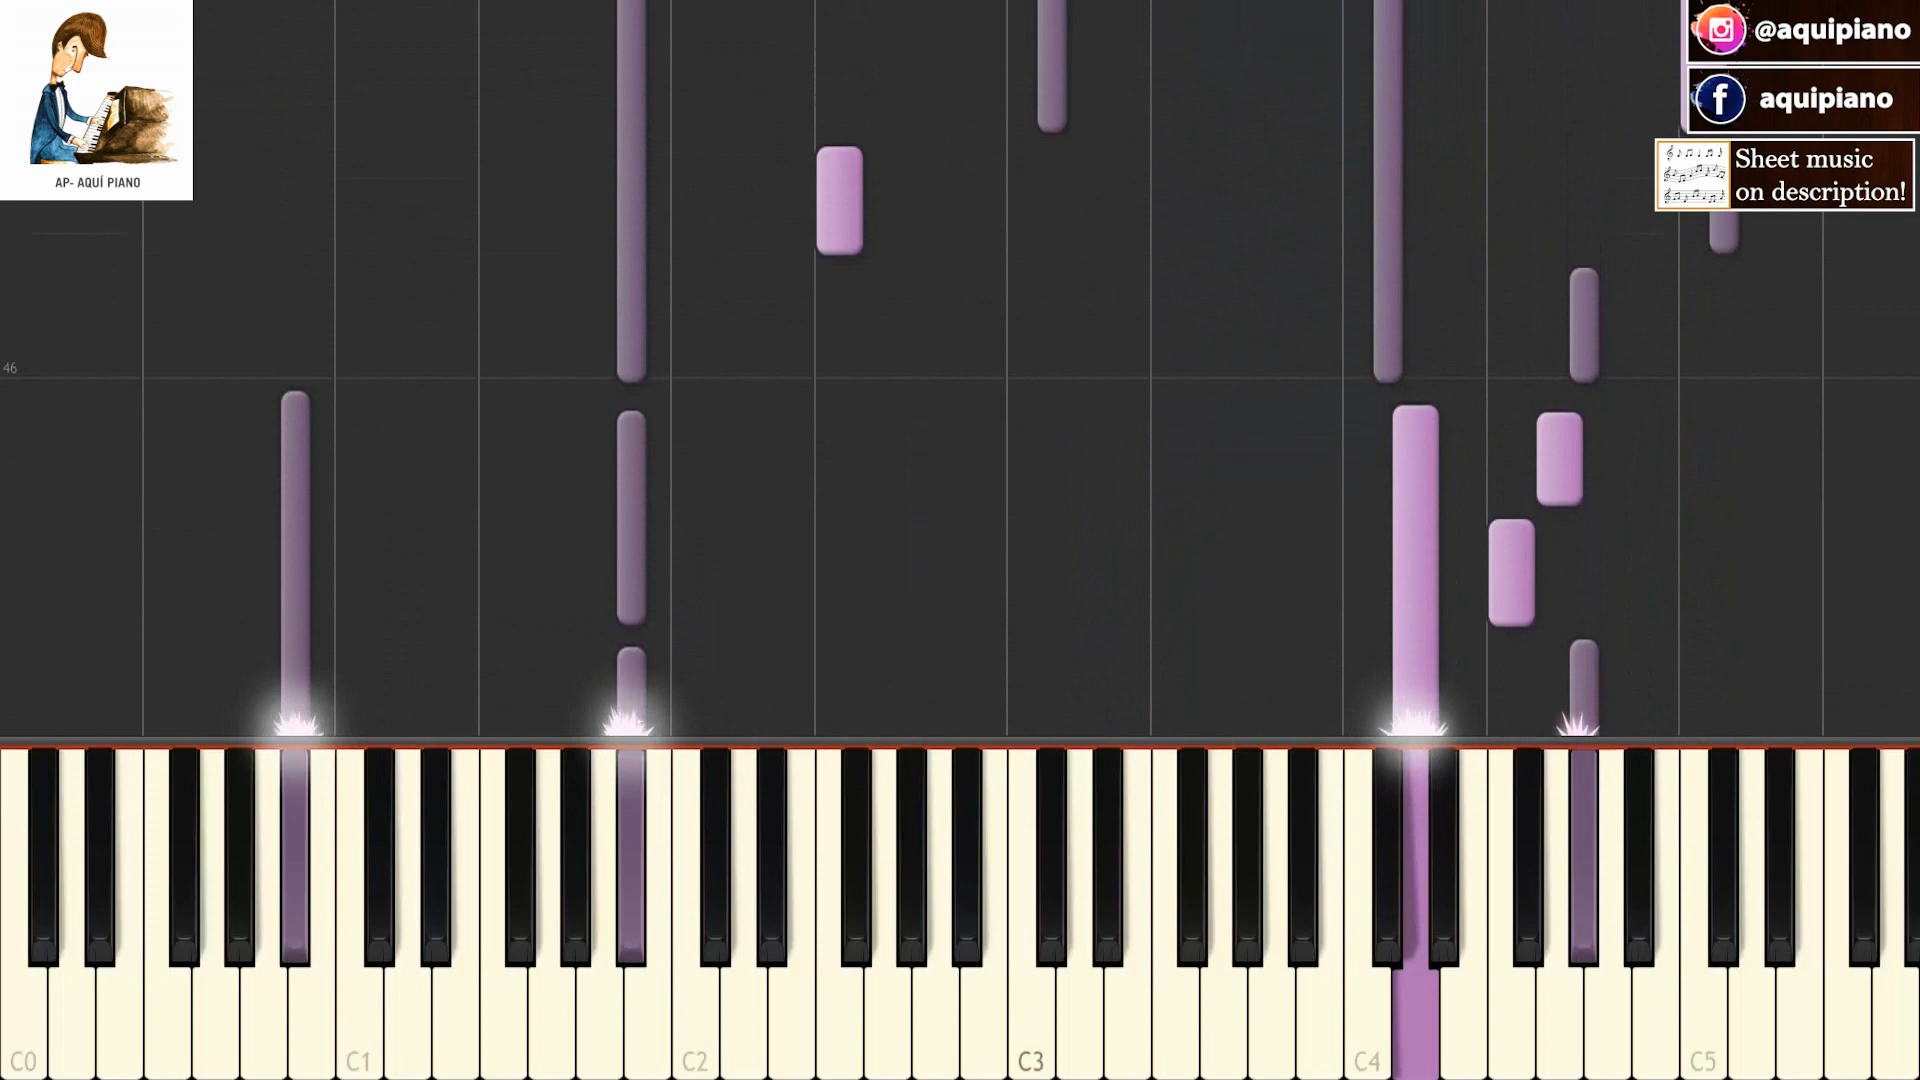 AP- AQUÍ PIANO
@aquipiano
aquipiano
Sheet music
on description!
46
C0 C1 C2 C3 C4 C5